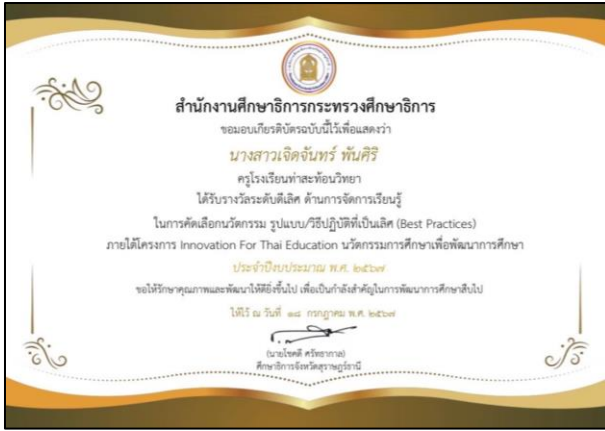 สำนักงานศึกษาธิการกระทรวงศึกษาธิการ
ขอมอบเกียรติบัตรฉบับนี้ไว้เพื่อแสดงว่า
นางสาวเจิดจันทร์ พันศิริ
ครูโรงเรียนท่าสะท้อนวิทยา
ได้รับรางวัลระดับดีเลิศ ด้านการจัดการเรียนรู้
ในการคัดเลือกนวัตกรรม รูปแบบ/วิธีปฏิบัติที่เป็นเลิศ (Best Practices)
ภายใต้โครงการ Innovation For Thai Education นวัตกรรมการศึกษาเพื่อพัฒนาการศึกษา
ประจำปีงบประมาณ พ.ศ. ๒๕๖๗
ขอให้รักษาคุณภาพและพัฒนาให้ดียิ่งขึ้นไป เพื่อเป็นกำลังสำคัญในการพัฒนาการศึกษาสืบไป
ให้ไว้ ณ วันที่ ๑๘ กรกฎาคม พ.ศ. ๒๕๖๗
(นายโชคดี ศรัทธากาล)
ศึกษาธิการจังหวัดสุราษฎร์ธานี